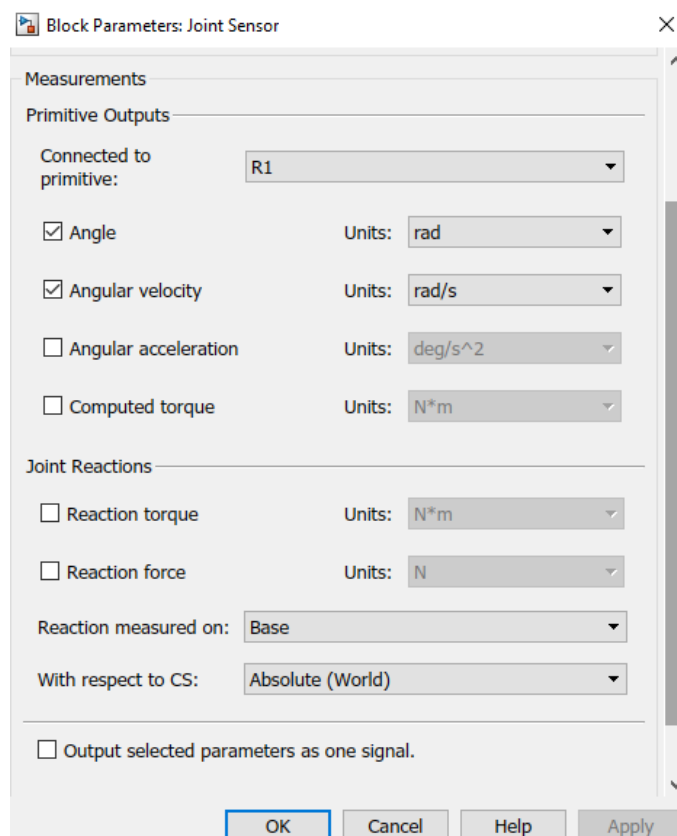 Block Parameters: Joint Sensor
Measurements
Primitive Outputs
Connected to
primitive:
R1
Angle Units: rad
Angular velocity Units: rad/s
Angular acceleration Units: deg/s^2
Computed torque Units: N*m
Joint Reactions
Reaction torque Units: N*m
Reaction force Units: N
Reaction measured on: Base
With respect to CS: Absolute (World)
Output selected parameters as one signal.
OK Cancel Help Apply